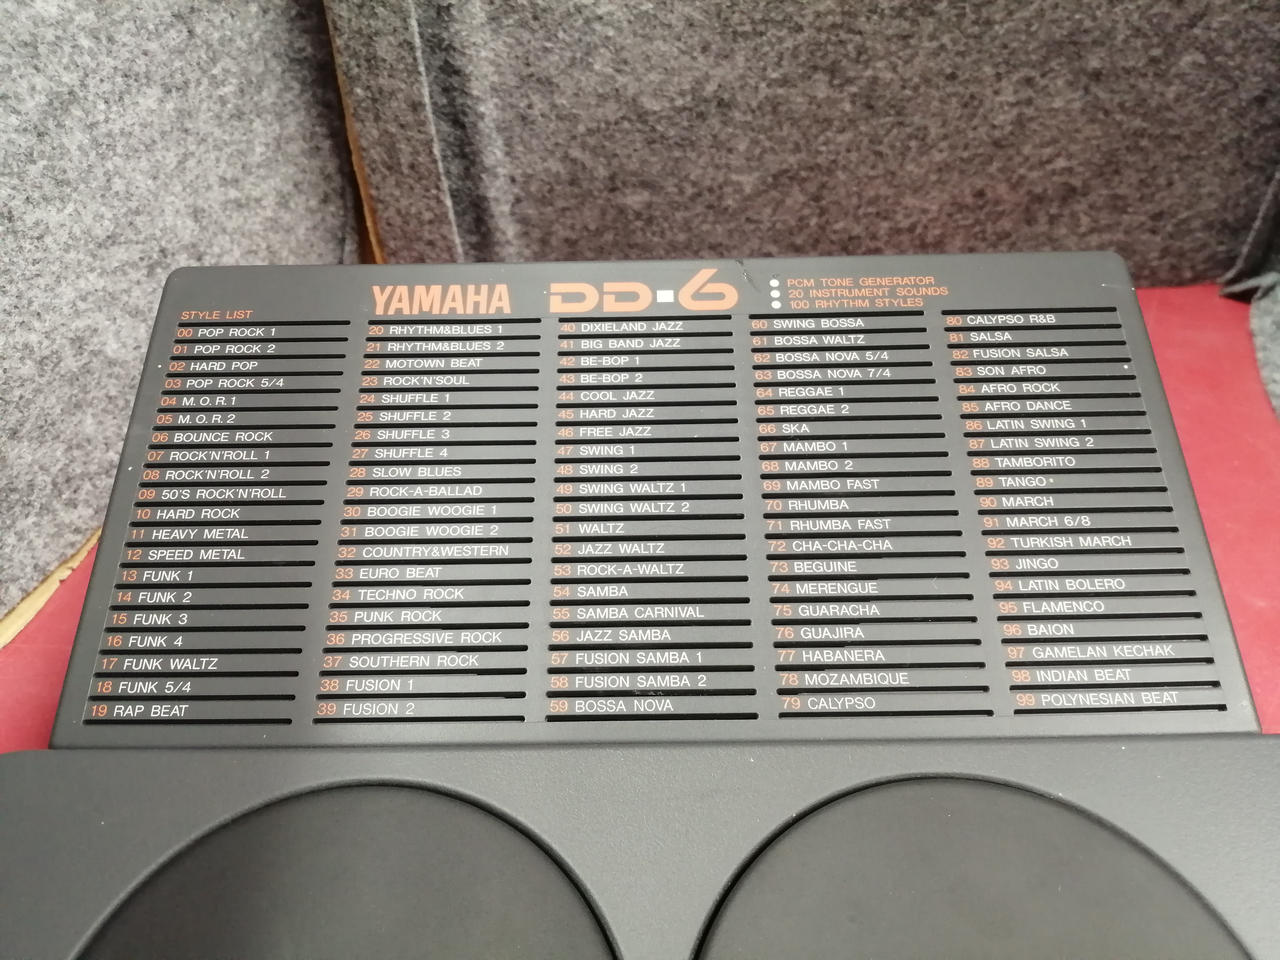 YAMAHA DD-6
PCM TONE GENERATOR
20 INSTRUMENT SOUNDS
100 RHYTHM STYLES
STYLE LIST
00 POP ROCK 1
01 POP ROCK 2
02 HARD POP
03 POP ROCK 5/4
04 M.O.R.1
05 M.O.R.2
06 BOUNCE ROCK
07 ROCK'N'ROLL 1
08 ROCK'N'ROLL 2
09 50'S ROCK'N'ROLL
10 HARD ROCK
11 HEAVY METAL
12 SPEED METAL
13 FUNK 1
14 FUNK 2
15 FUNK 3
16 FUNK 4
17 FUNK WALTZ
18 FUNK 5/4
19 RAP BEAT
20 RHYTHM&BLUES 1
21 RHYTHM&BLUES 2
22 MOTOWN BEAT
23 ROCK'N'SOUL
24 SHUFFLE 1
25 SHUFFLE 2
26 SHUFFLE 3
27 SHUFFLE 4
28 SLOW BLUES
29 ROCK-A-BALLAD
30 BOOGIE WOOGIE 1
31 BOOGIE WOOGIE 2
32 COUNTRY&WESTERN
33 EURO BEAT
34 TECHNO ROCK
35 PUNK ROCK
36 PROGRESSIVE ROCK
37 SOUTHERN ROCK
38 FUSION 1
39 FUSION 2
40 DIXIELAND JAZZ
41 BIG BAND JAZZ
42 BE-BOP 1
43 BE-BOP 2
44 COOL JAZZ
45 HARD JAZZ
46 FREE JAZZ
47 SWING 1
48 SWING 2
49 SWING WALTZ 1
50 SWING WALTZ 2
51 WALTZ
52 JAZZ WALTZ
53 ROCK-A-WALTZ
54 SAMBA
55 SAMBA CARNIVAL
56 JAZZ SAMBA
57 FUSION SAMBA 1
58 FUSION SAMBA 2
59 BOSSA NOVA
60 SWING BOSSA
61 BOSSA WALTZ
62 BOSSA NOVA 5/4
63 BOSSA NOVA 7/4
64 REGGAE 1
65 REGGAE 2
66 SKA
67 MAMBO 1
68 MAMBO 2
69 MAMBO FAST
70 RHUMBA
71 RHUMBA FAST
72 CHA-CHA-CHA
73 BEGUINE
74 MERENGUE
75 GUARACHA
76 GUAJIRA
77 HABANERA
78 MOZAMBIQUE
79 CALYPSO
80 CALYPSO R&B
81 SALSA
82 FUSION SALSA
83 SON AFRO
84 AFRO ROCK
85 AFRO DANCE
86 LATIN SWING 1
87 LATIN SWING 2
88 TAMBORITO
89 TANGO
90 MARCH
91 MARCH 6/8
92 TURKISH MARCH
93 JINGO
94 LATIN BOLERO
95 FLAMENCO
96 BAION
97 GAMELAN KECHAK
98 INDIAN BEAT
99 POLYNESIAN BEAT